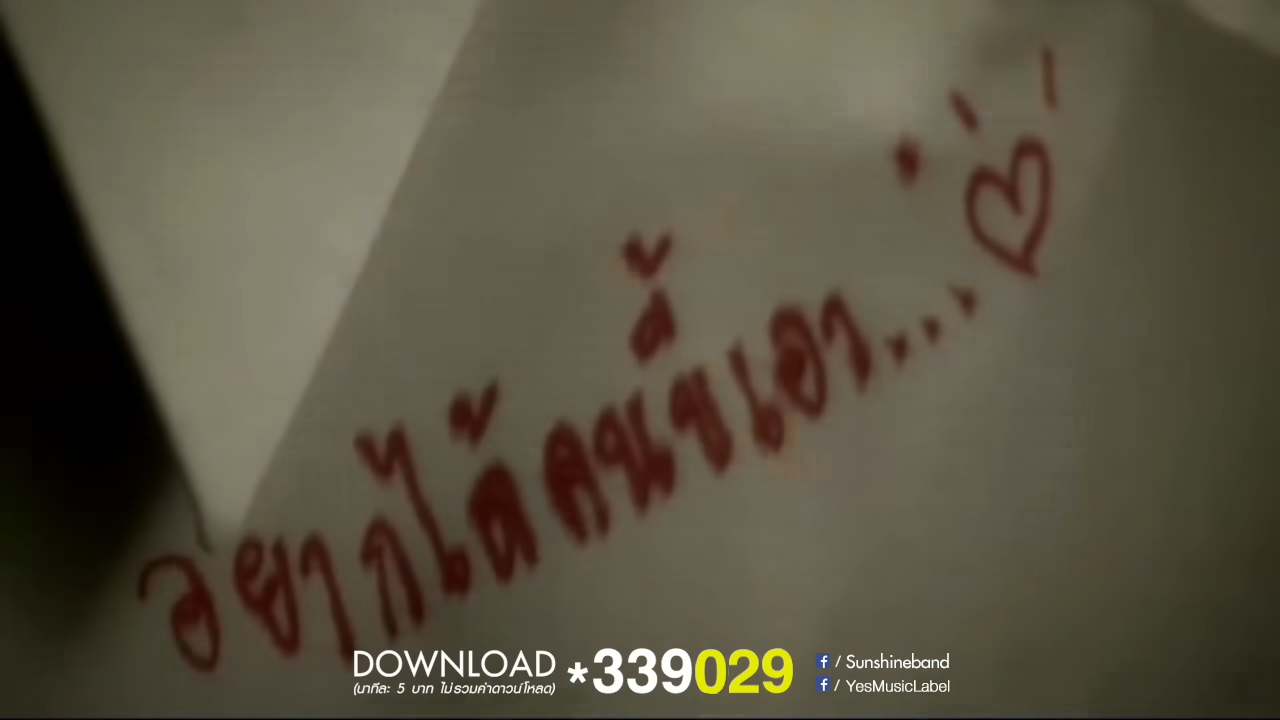 อยากได้คนขี้เอา...
DOWNLOAD *339029
(นาทีละ 5 บาท ไม่รวมค่าดาวน์โหลด)
f / Sunshineband
f / YesMusicLabel